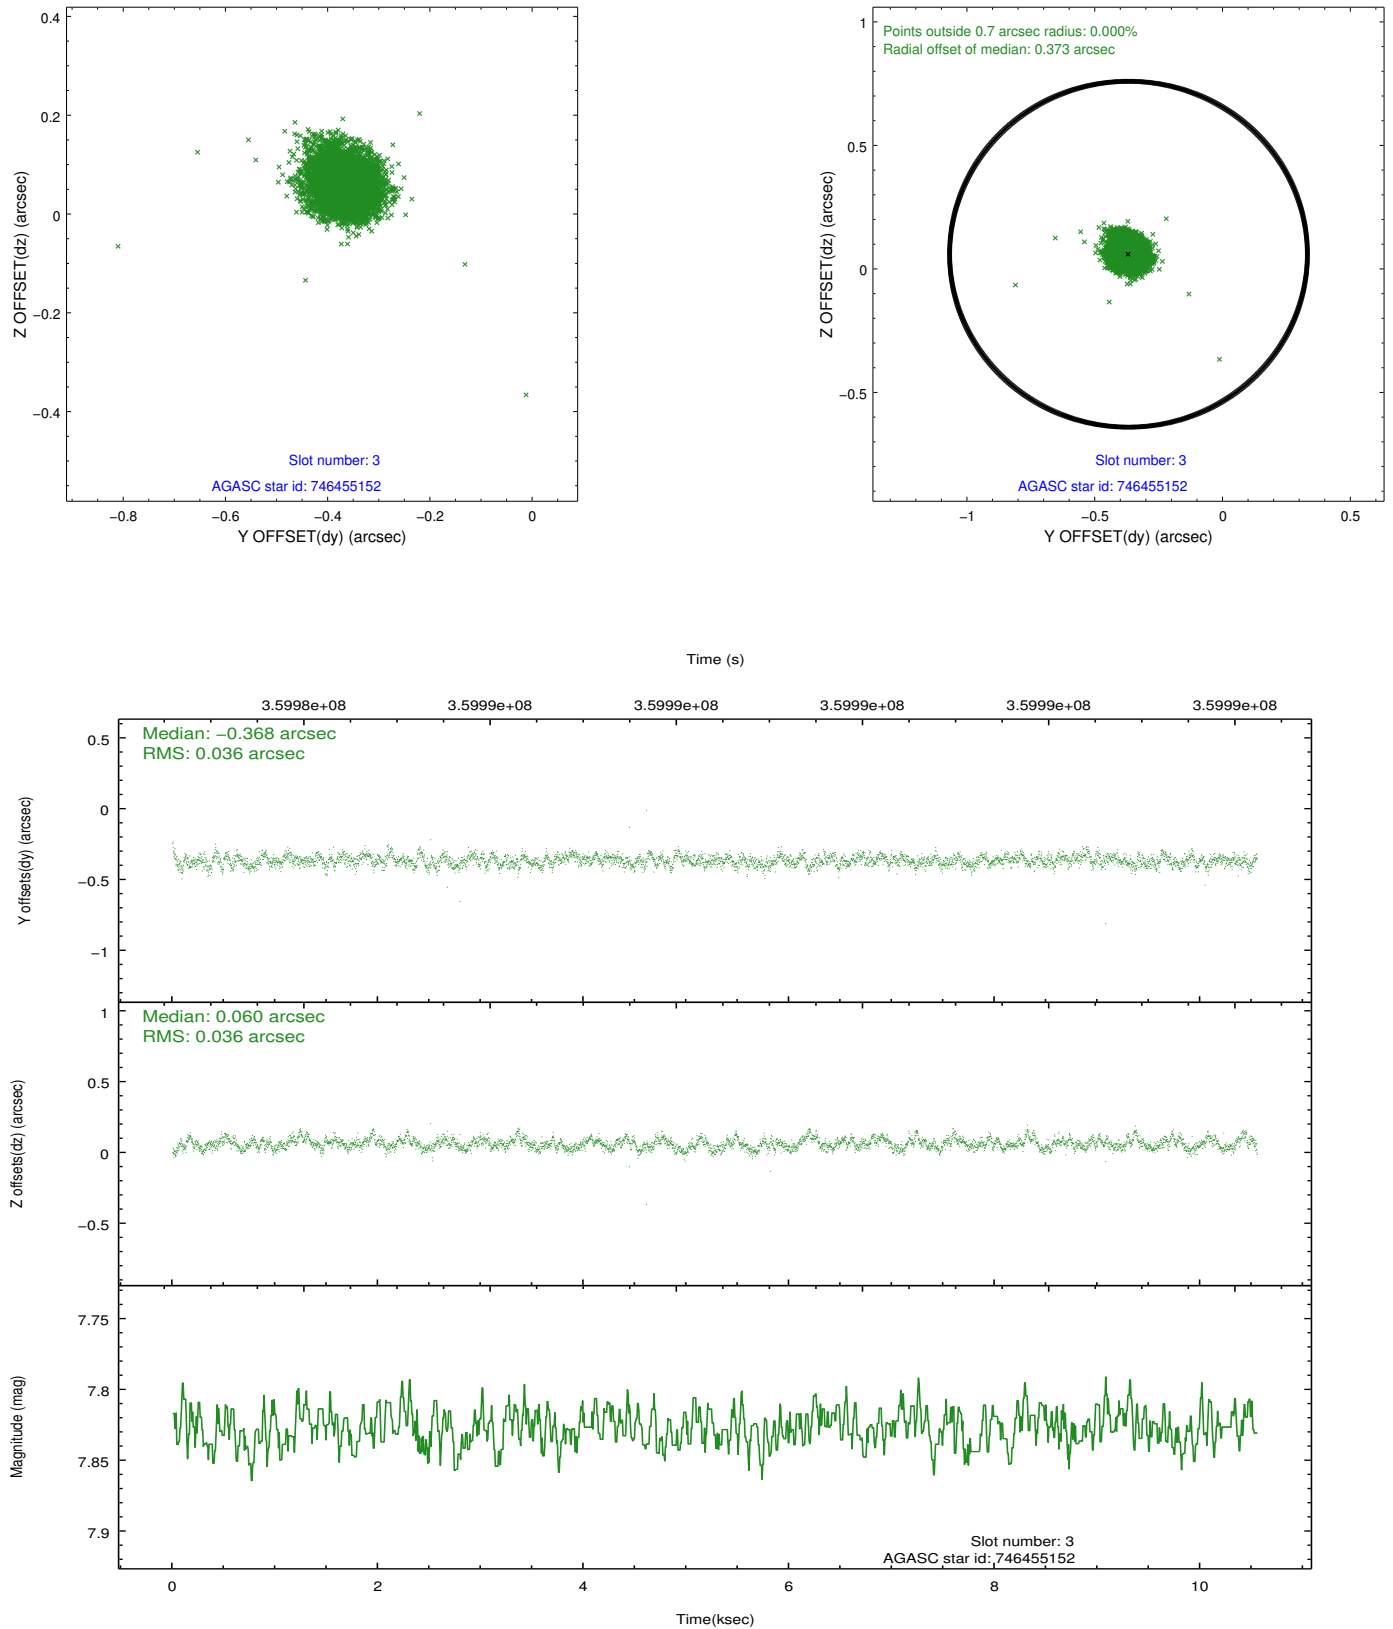 0.4
0.2
0
−0.2
−0.4
Z OFFSET(dz) (arcsec)
Slot number: 3
AGASC star id: 746455152
−0.8
−0.6
−0.4
−0.2
0
Y OFFSET(dy) (arcsec)
Points outside 0.7 arcsec radius: 0.000%
Radial offset of median: 0.373 arcsec
1
0.5
0
−0.5
Z OFFSET(dz) (arcsec)
Slot number: 3
AGASC star id: 746455152
−1
−0.5
0
0.5
Y OFFSET(dy) (arcsec)
Time (s)
3.5998e+08
3.5999e+08
3.5999e+08
3.5999e+08
3.5999e+08
3.5999e+08
Median: −0.368 arcsec
RMS: 0.036 arcsec
0.5
0
−0.5
−1
Y offsets(dy) (arcsec)
Median: 0.060 arcsec
RMS: 0.036 arcsec
1
0.5
0
−0.5
Z offsets(dz) (arcsec)
7.75
7.8
7.85
7.9
Magnitude (mag)
Slot number: 3
AGASC star id: 746455152
0
2
4
6
8
10
Time(ksec)